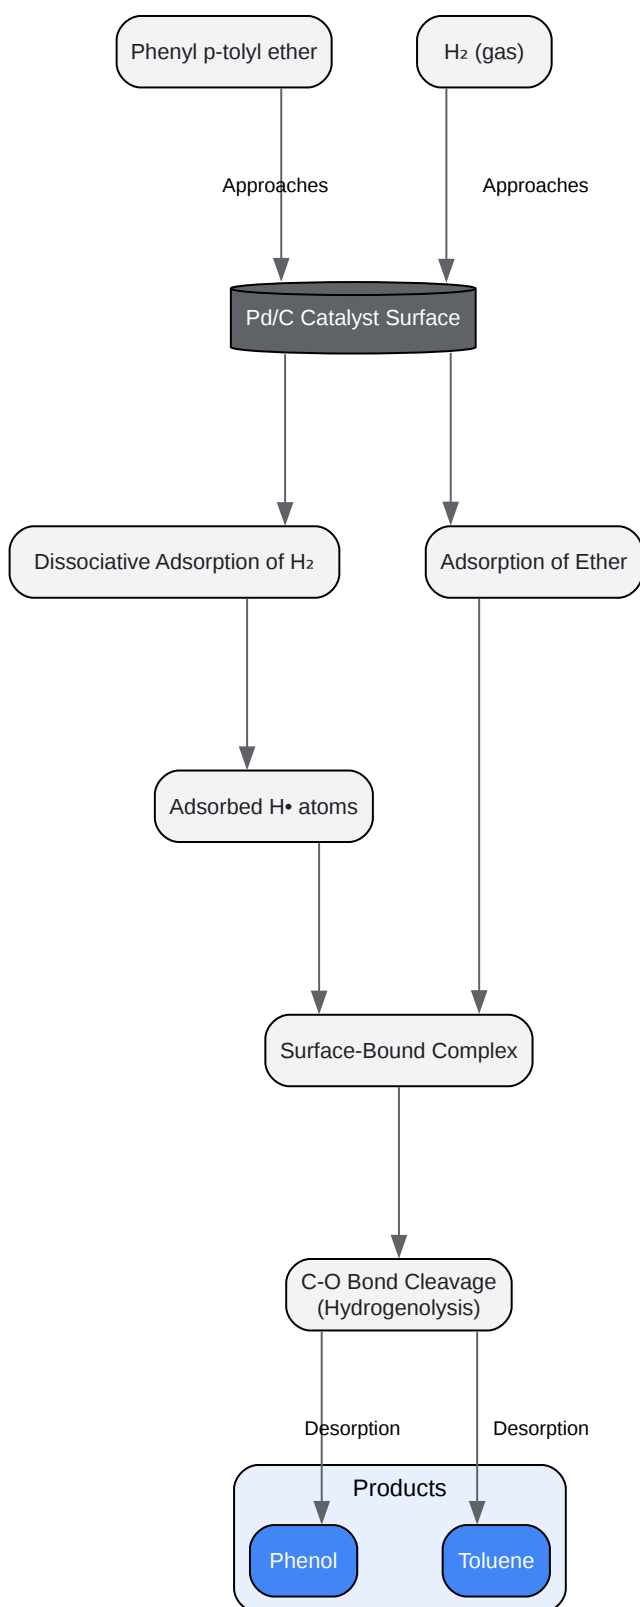 Phenyl p-tolyl ether
H₂ (gas)
Approaches
Approaches
Pd/C Catalyst Surface
Dissociative Adsorption of H₂
Adsorption of Ether
Adsorbed H• atoms
Surface-Bound Complex
C-O Bond Cleavage
(Hydrogenolysis)
Desorption
Desorption
Products
Phenol
Toluene